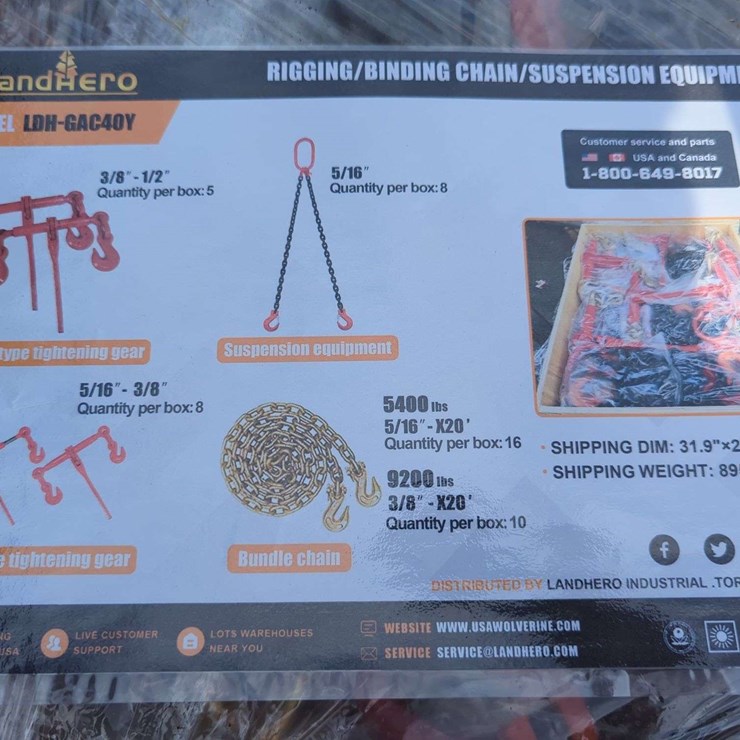 andHero
RIGGING/BINDING CHAIN/SUSPENSION EQUIPM
EL LDH-GAC40Y
3/8″-1/2″
Quantity per box:5
5/16″
Quantity per box:8
Customer service and parts
USA and Canada
1-800-649-8017
type tightening gear
Suspension equipment
5/16″- 3/8″
Quantity per box:8
5400 lbs
5/16″-X20'
Quantity per box:16
9200 lbs
3/8″ -X20'
Quantity per box:10
· SHIPPING DIM: 31.9"×2
· SHIPPING WEIGHT: 89
e tightening gear
Bundle chain
DISTRIBUTED BY LANDHERO INDUSTRIAL .TOR
USA
LIVE CUSTOMER
SUPPORT
LOTS WAREHOUSES
NEAR YOU
WEBSITE WWW.USAWOLVERINE.COM
SERVICE SERVICE@LANDHERO.COM